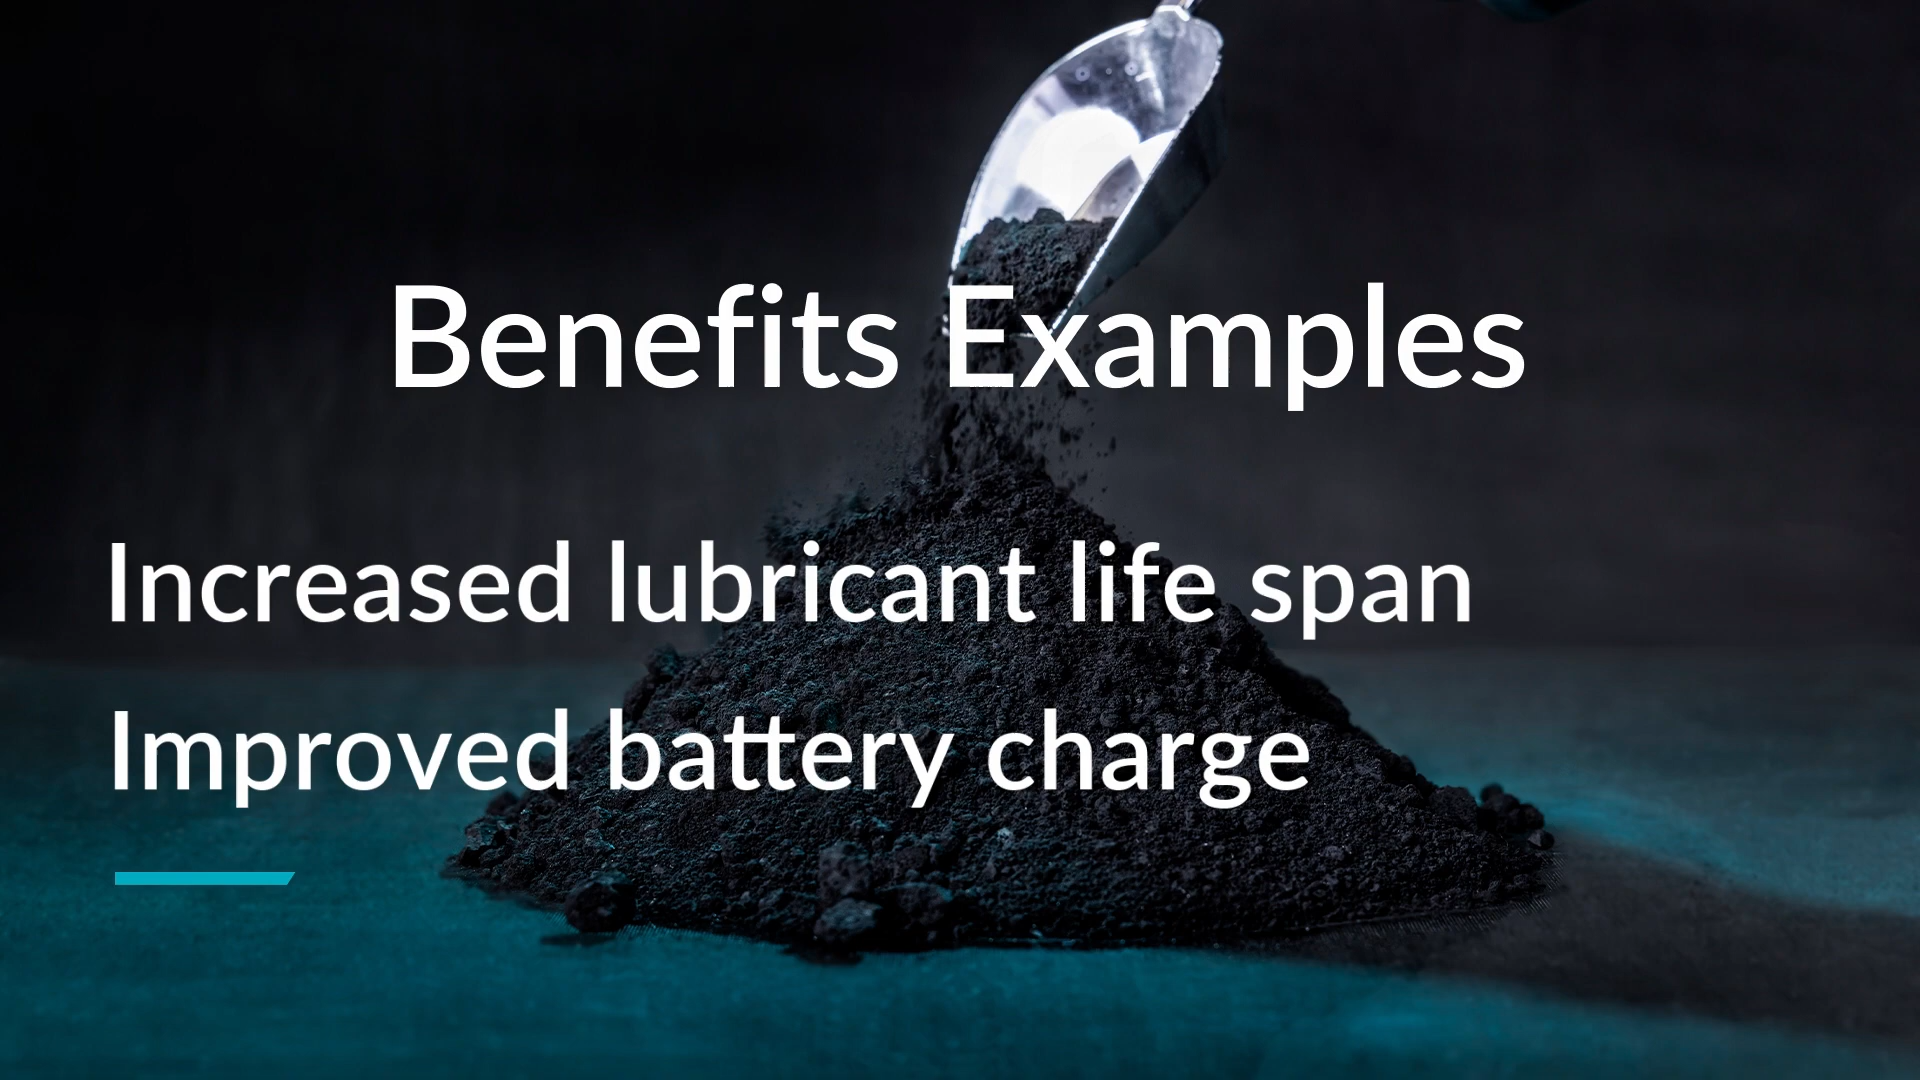 Benefits Examples
Increased lubricant life span
Improved battery charge